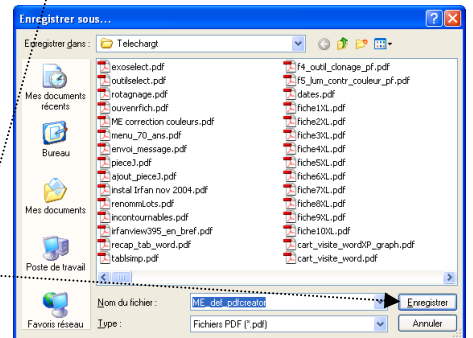 Enregistrer sous...
Enregistrer dans :
Telechargt
Mes documents récents
Bureau
Mes documents
Poste de travail
Favoris réseau
exoselect.pdf
outilselect.pdf
rotagnage.pdf
ouvenrfich.pdf
ME correction couleurs.pdf
menu_70_ans.pdf
envoi_message.pdf
pieceJ.pdf
ajout_pieceJ.pdf
instal Irfan nov 2004.pdf
renommLots.pdf
incontournables.pdf
irfanview395_en_bref.pdf
recap_tab_word.pdf
tablsimp.pdf
f4_outil_clonage_pf.pdf
f5_lum_contr_couleur_pf.pdf
dates.pdf
fiche1XL.pdf
fiche2XL.pdf
fiche3XL.pdf
fiche4XL.pdf
fiche5XL.pdf
fiche6XL.pdf
fiche7XL.pdf
fiche8XL.pdf
fiche9XL.pdf
fiche10XL.pdf
cart_visite_wordXP_graph.pdf
cart_visite_word.pdf
Nom du fichier :
ME_def_pdfcreator
Enregistrer
Type :
Fichiers PDF (*.pdf)
Annuler